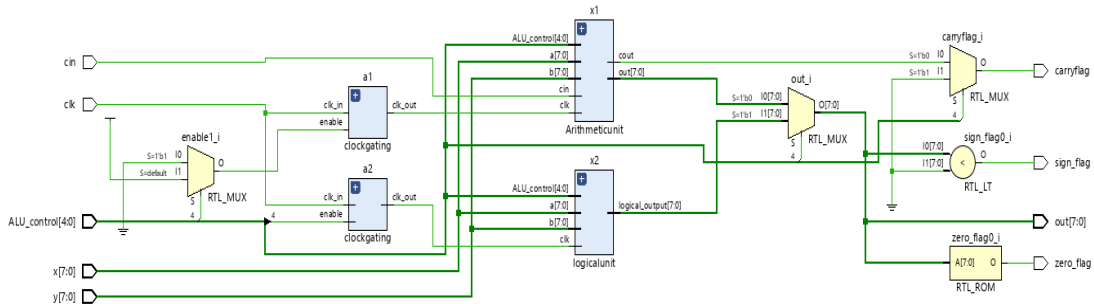 x1
carryflag_i
ALU_control[4:0]
a[7:0]
b[7:0]
cin
clk
cout
out[7:0]
Arithmeticunit
S=1'b0
I0
S=1'b1
I1
O
S
4
RTL_MUX
carryflag
cin
clk
a1
clk_in
enable
clk_out
clockgating
out_i
S=1'b0
I0[7:0]
S=1'b1
I1[7:0]
O[7:0]
S
4
RTL_MUX
enable1_i
S=1'b1
I0
S=default
I1
O
S
4
RTL_MUX
sign_flag0_i
I0[7:0]
I1[7:0]
<
O
RTL_LT
sign_flag
a2
clk_in
enable
clk_out
clockgating
x2
ALU_control[4:0]
a[7:0]
b[7:0]
clk
logical_output[7:0]
logicalunit
ALU_control[4:0]
4
out[7:0]
zero_flag0_i
A[7:0]
O
RTL_ROM
zero_flag
x[7:0]
y[7:0]